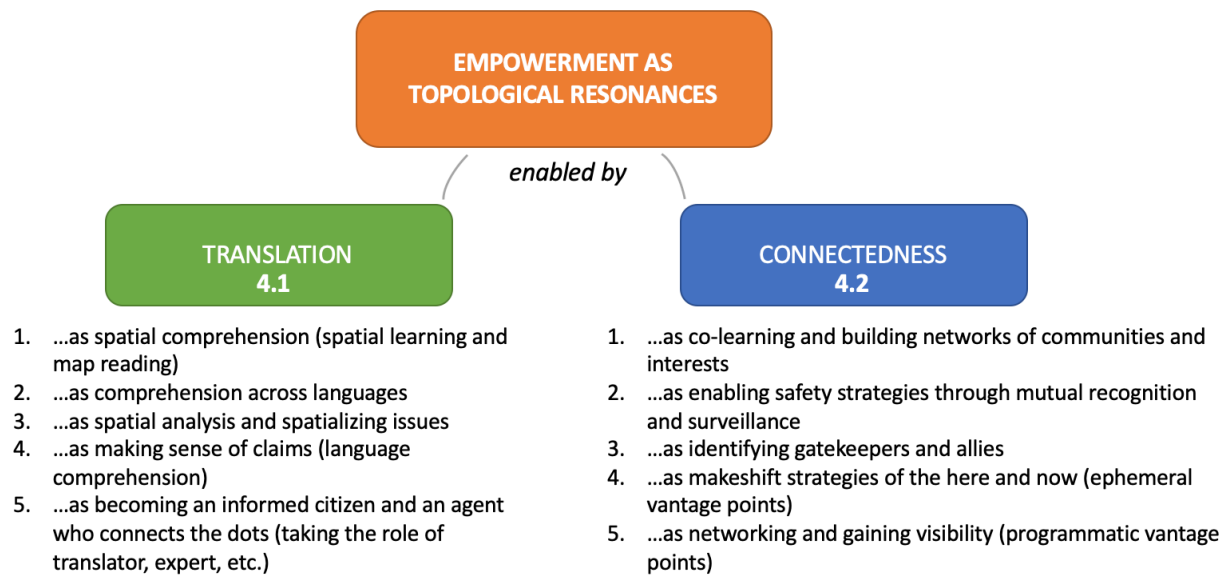 EMPOWERMENT AS
TOPOLOGICAL RESONANCES
enabled by
TRANSLATION
4.1
1. ...as spatial comprehension (spatial learning and
map reading)
2. ...as comprehension across languages
3. ...as spatial analysis and spatializing issues
4. ...as making sense of claims (language
comprehension)
5. ...as becoming an informed citizen and an agent
who connects the dots (taking the role of
translator, expert, etc.)
CONNECTEDNESS
4.2
1. ...as co-learning and building networks of communities and
interests
2. ...as enabling safety strategies through mutual recognition
and surveillance
3. ...as identifying gatekeepers and allies
4. ...as makeshift strategies of the here and now (ephemeral
vantage points)
5. ...as networking and gaining visibility (programmatic vantage
points)